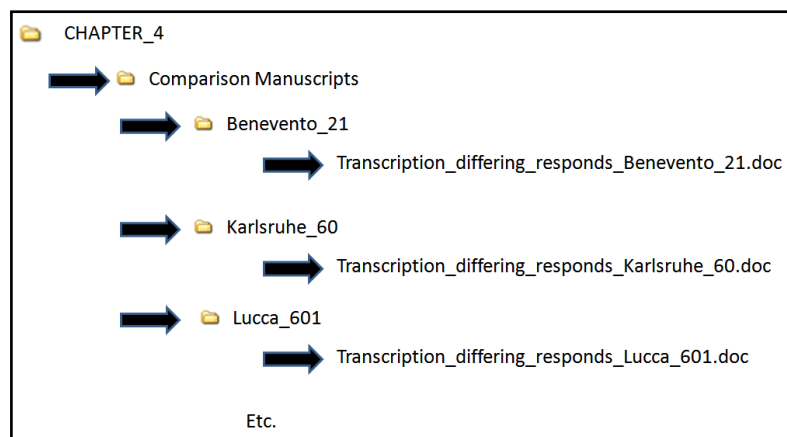 CHAPTER_4
Comparison Manuscripts
Benevento_21
Transcription_differing_responds_Benevento_21.doc
Karlsruhe_60
Transcription_differing_responds_Karlsruhe_60.doc
Lucca_601
Transcription_differing_responds_Lucca_601.doc
Etc.